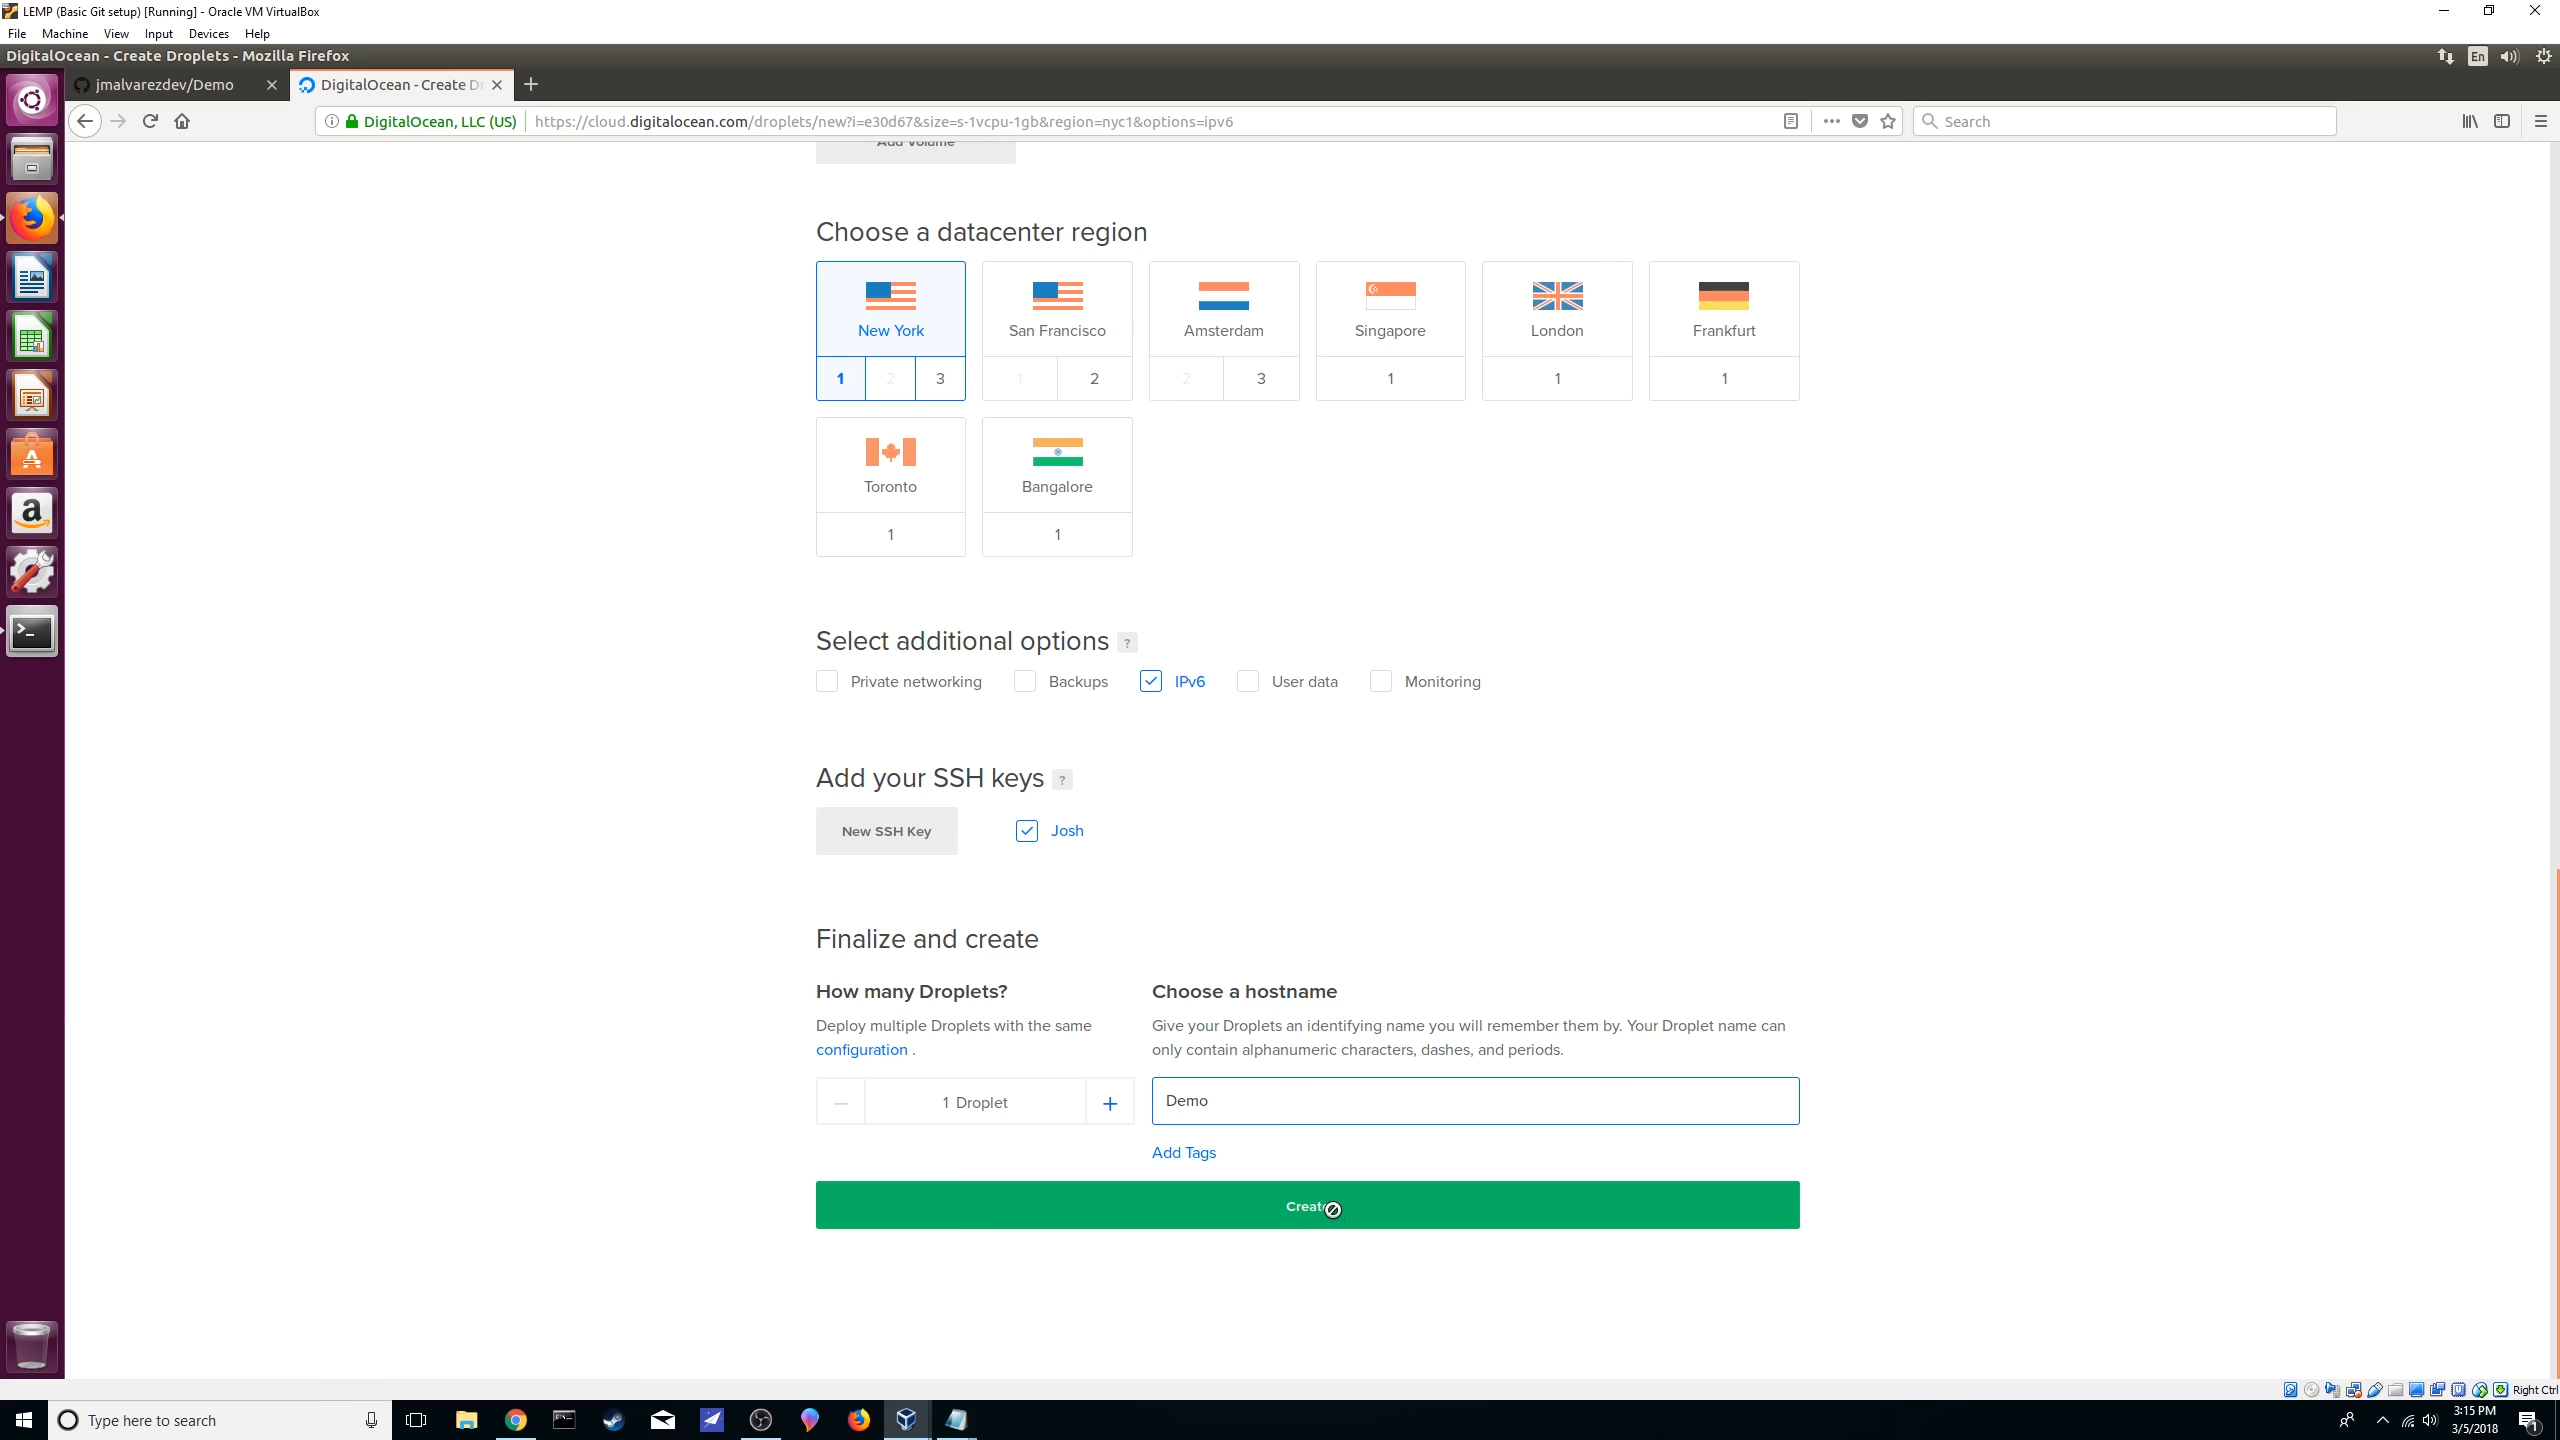 LEMP (Basic Git setup) [Running] - Oracle VM VirtualBox
File Machine View Input Devices Help
DigitalOcean - Create Droplets - Mozilla Firefox
En
jmalvarezdev/Demo
DigitalOcean - Create Dr
DigitalOcean, LLC (US) https://cloud.digitalocean.com/droplets/new?i=e30d67&size=s-1vcpu-1gb&region=nyc1&options=ipv6
Search
Add Volume
Choose a datacenter region
New York San Francisco Amsterdam Singapore London Frankfurt
1 2 3 1 2 2 3 1 1 1
Toronto Bangalore
1 1
Select additional options ?
Private networking Backups IPv6 User data Monitoring
Add your SSH keys ?
New SSH Key Josh
Finalize and create
How many Droplets? Choose a hostname
Deploy multiple Droplets with the same
configuration .
Give your Droplets an identifying name you will remember them by. Your Droplet name can
only contain alphanumeric characters, dashes, and periods.
1 Droplet
Demo
Add Tags
Create
Right Ctrl
Type here to search
3:15 PM
3/5/2018
1